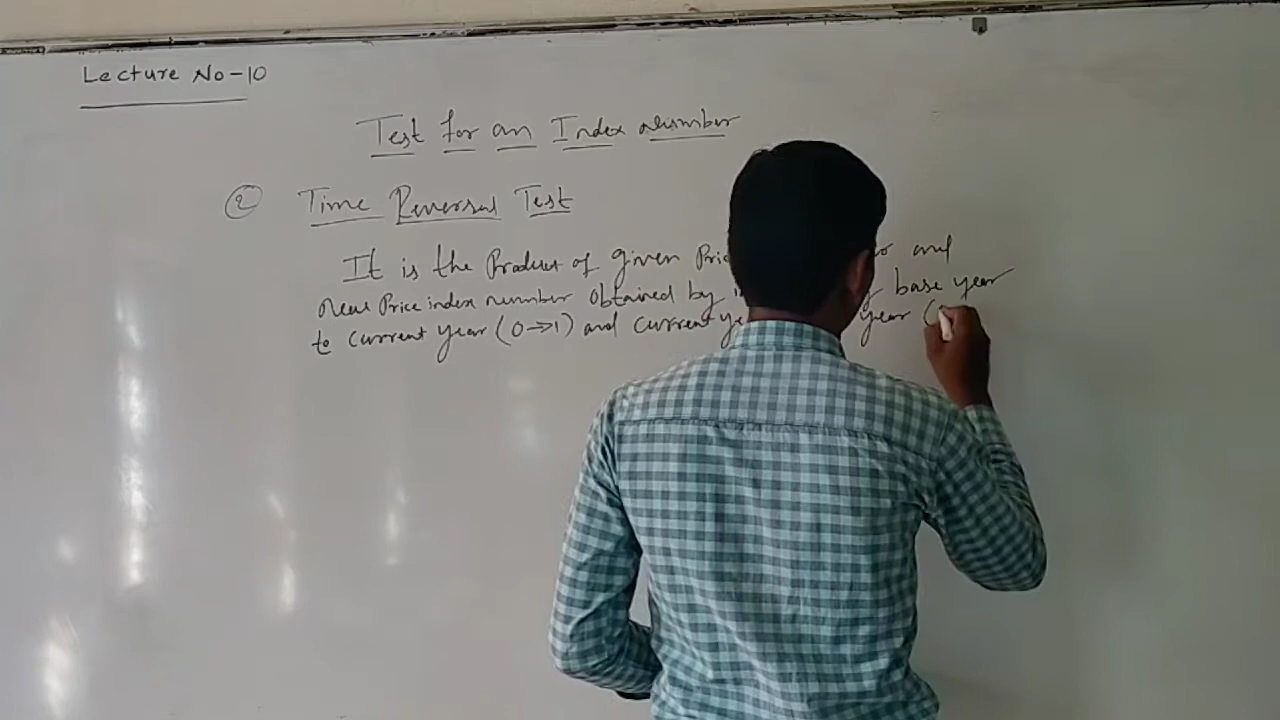 Lecture No-10
Test for an Index Number
② Time Reversal Test
It is the Product of given and
new Price index number obtained by base year
to current year (0→1) and current year (